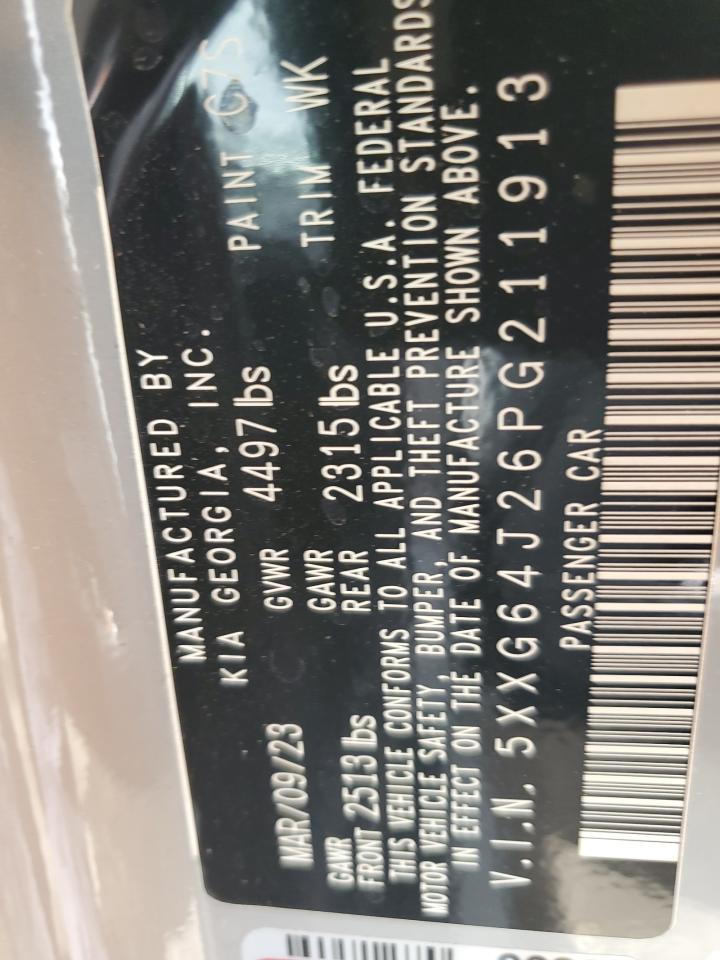 MANUFACTURED BY
KIA GEORGIA, INC.
MAR/09/23 GVWR 4497 lbs PAINT C7S
GAWR GAWR
FRONT 2513 lbs REAR 2315 lbs TRIM WK
THIS VEHICLE CONFORMS TO ALL APPLICABLE U.S.A. FEDERAL
MOTOR VEHICLE SAFETY, BUMPER, AND THEFT PREVENTION STANDARDS
IN EFFECT ON THE DATE OF MANUFACTURE SHOWN ABOVE.
V.I.N. 5XXG64J26PG211913
PASSENGER CAR